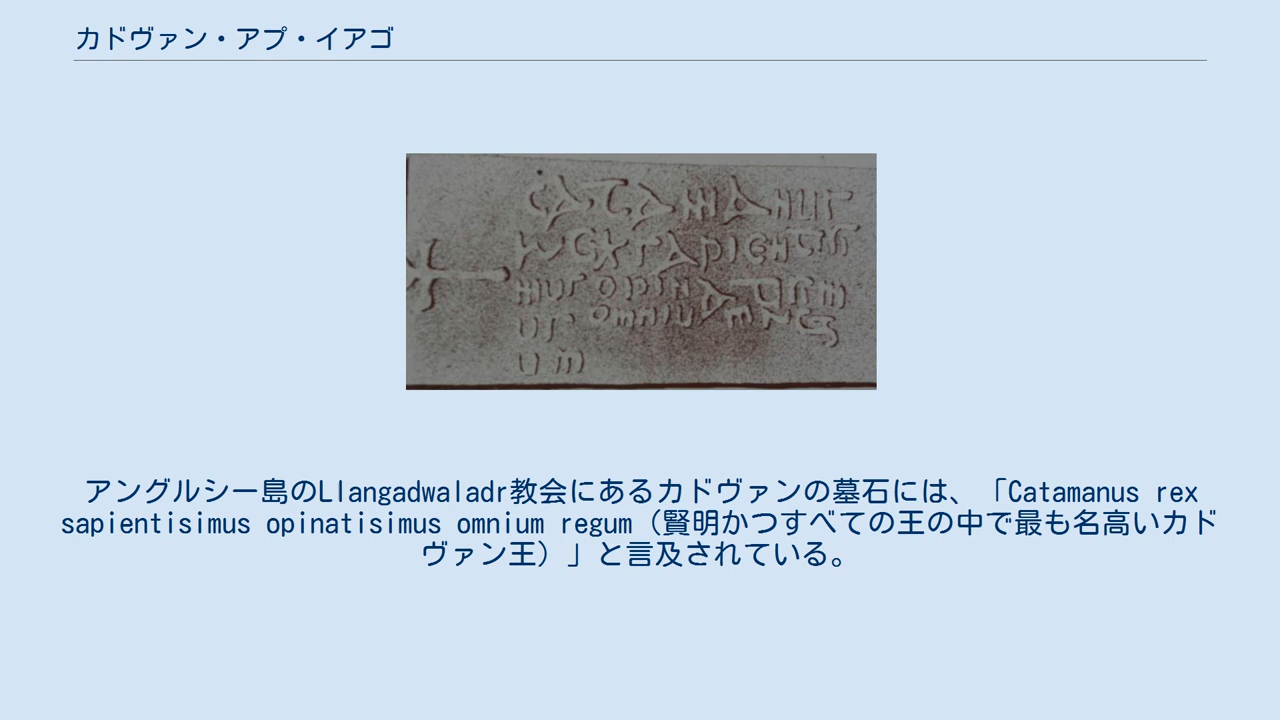 カドヴァン・アプ・イアゴ
アングルシー島のLlangadwaladr教会にあるカドヴァンの墓石には、「Catamanus rex
sapientisimus opinatisimus omnium regum（賢明かつすべての王の中で最も名高いカド
ヴァン王）」と言及されている。